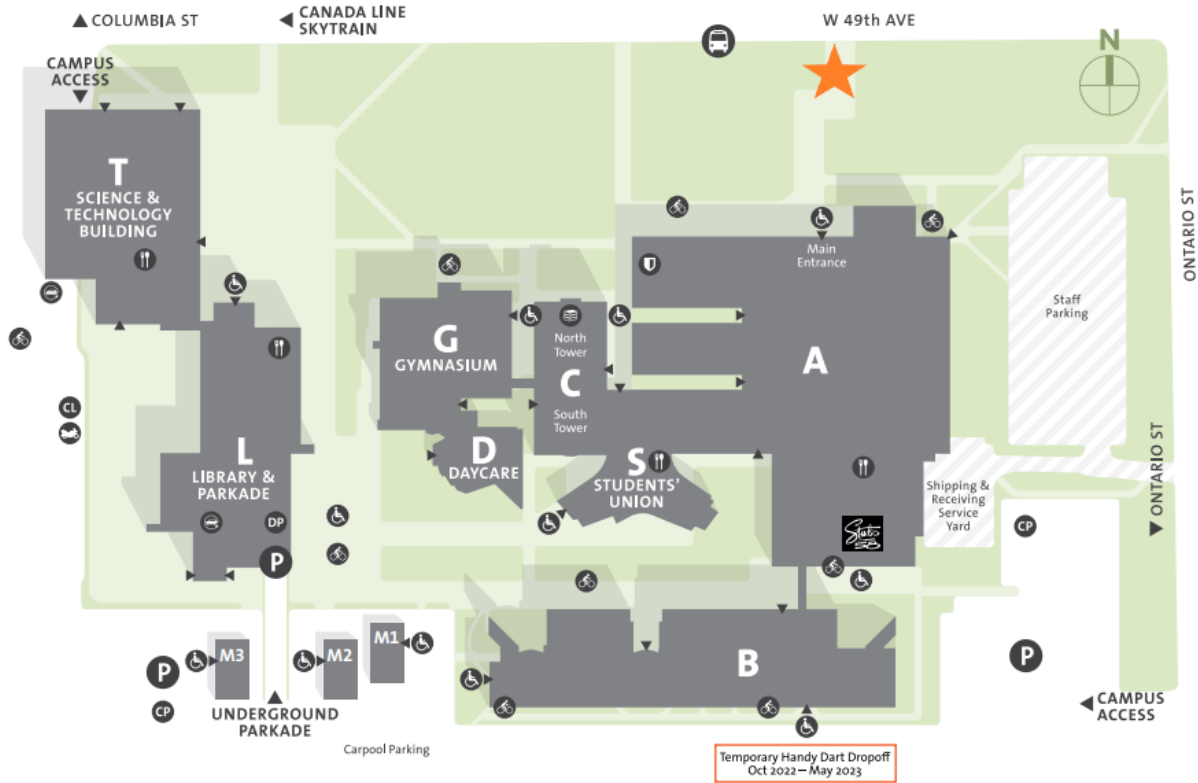 COLUMBIA ST
CANADA LINE
SKYTRAIN
W 49th AVE
N
CAMPUS
ACCESS
T
SCIENCE &
TECHNOLOGY
BUILDING
ONTARIO ST
Main
Entrance
Staff
Parking
G
GYMNASIUM
North
Tower
C
South
Tower
A
CL
L
LIBRARY &
PARKADE
D
DAYCARE
S
STUDENTS'
UNION
Shipping &
Receiving
Service
Yard
ONTARIO ST
DP
CP
P
M3
M2
M1
B
P
P
CP
UNDERGROUND
PARKADE
CAMPUS
ACCESS
Carpool Parking
Temporary Handy Dart Dropoff
Oct 2022 – May 2023